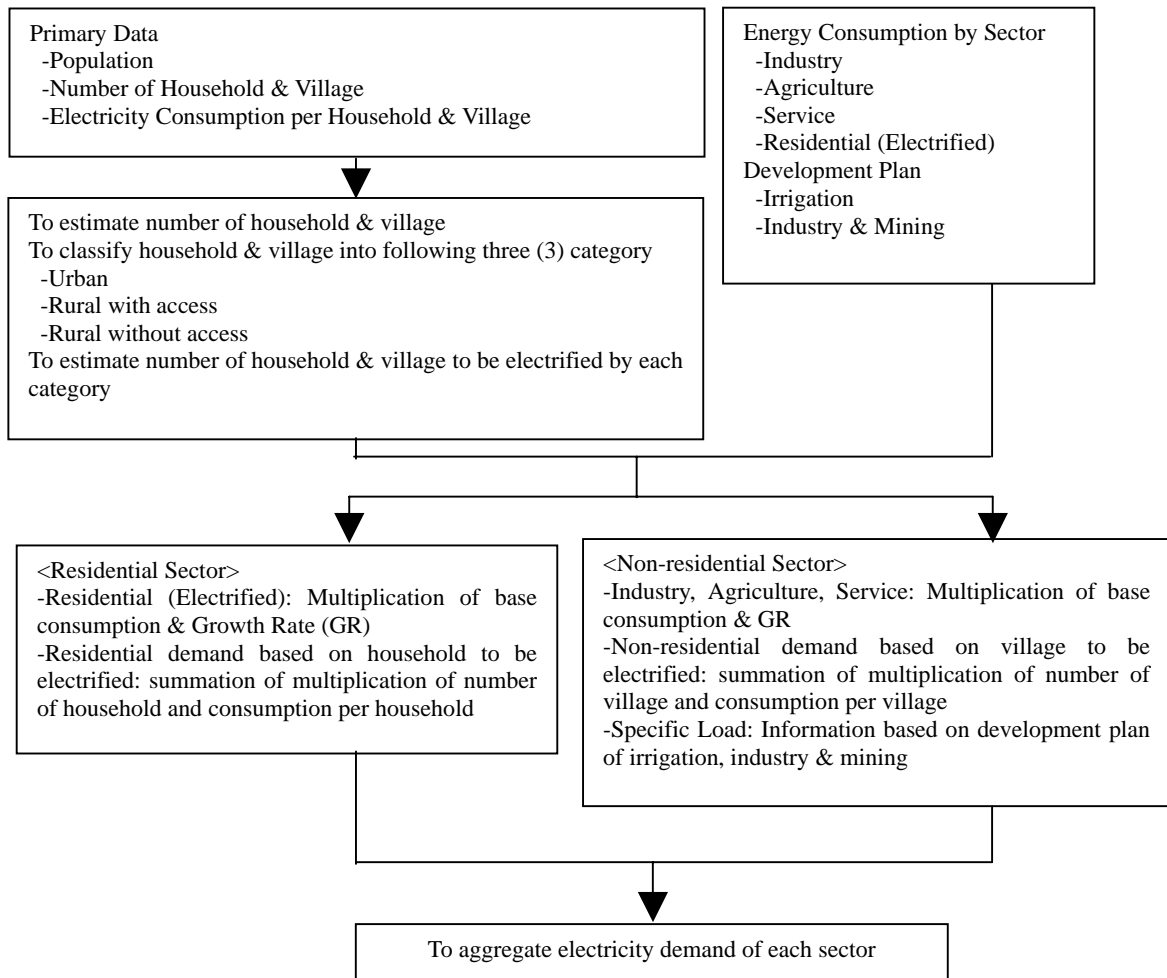 Primary Data
-Population
-Number of Household & Village
-Electricity Consumption per Household & Village
Energy Consumption by Sector
-Industry
-Agriculture
-Service
-Residential (Electrified)
Development Plan
-Irrigation
-Industry & Mining
To estimate number of household & village
To classify household & village into following three (3) category
-Urban
-Rural with access
-Rural without access
To estimate number of household & village to be electrified by each
category
<Residential Sector>
-Residential (Electrified): Multiplication of base
consumption & Growth Rate (GR)
-Residential demand based on household to be
electrified: summation of multiplication of number
of household and consumption per household
<Non-residential Sector>
-Industry, Agriculture, Service: Multiplication of base
consumption & GR
-Non-residential demand based on village to be
electrified: summation of multiplication of number of
village and consumption per village
-Specific Load: Information based on development plan
of irrigation, industry & mining
To aggregate electricity demand of each sector